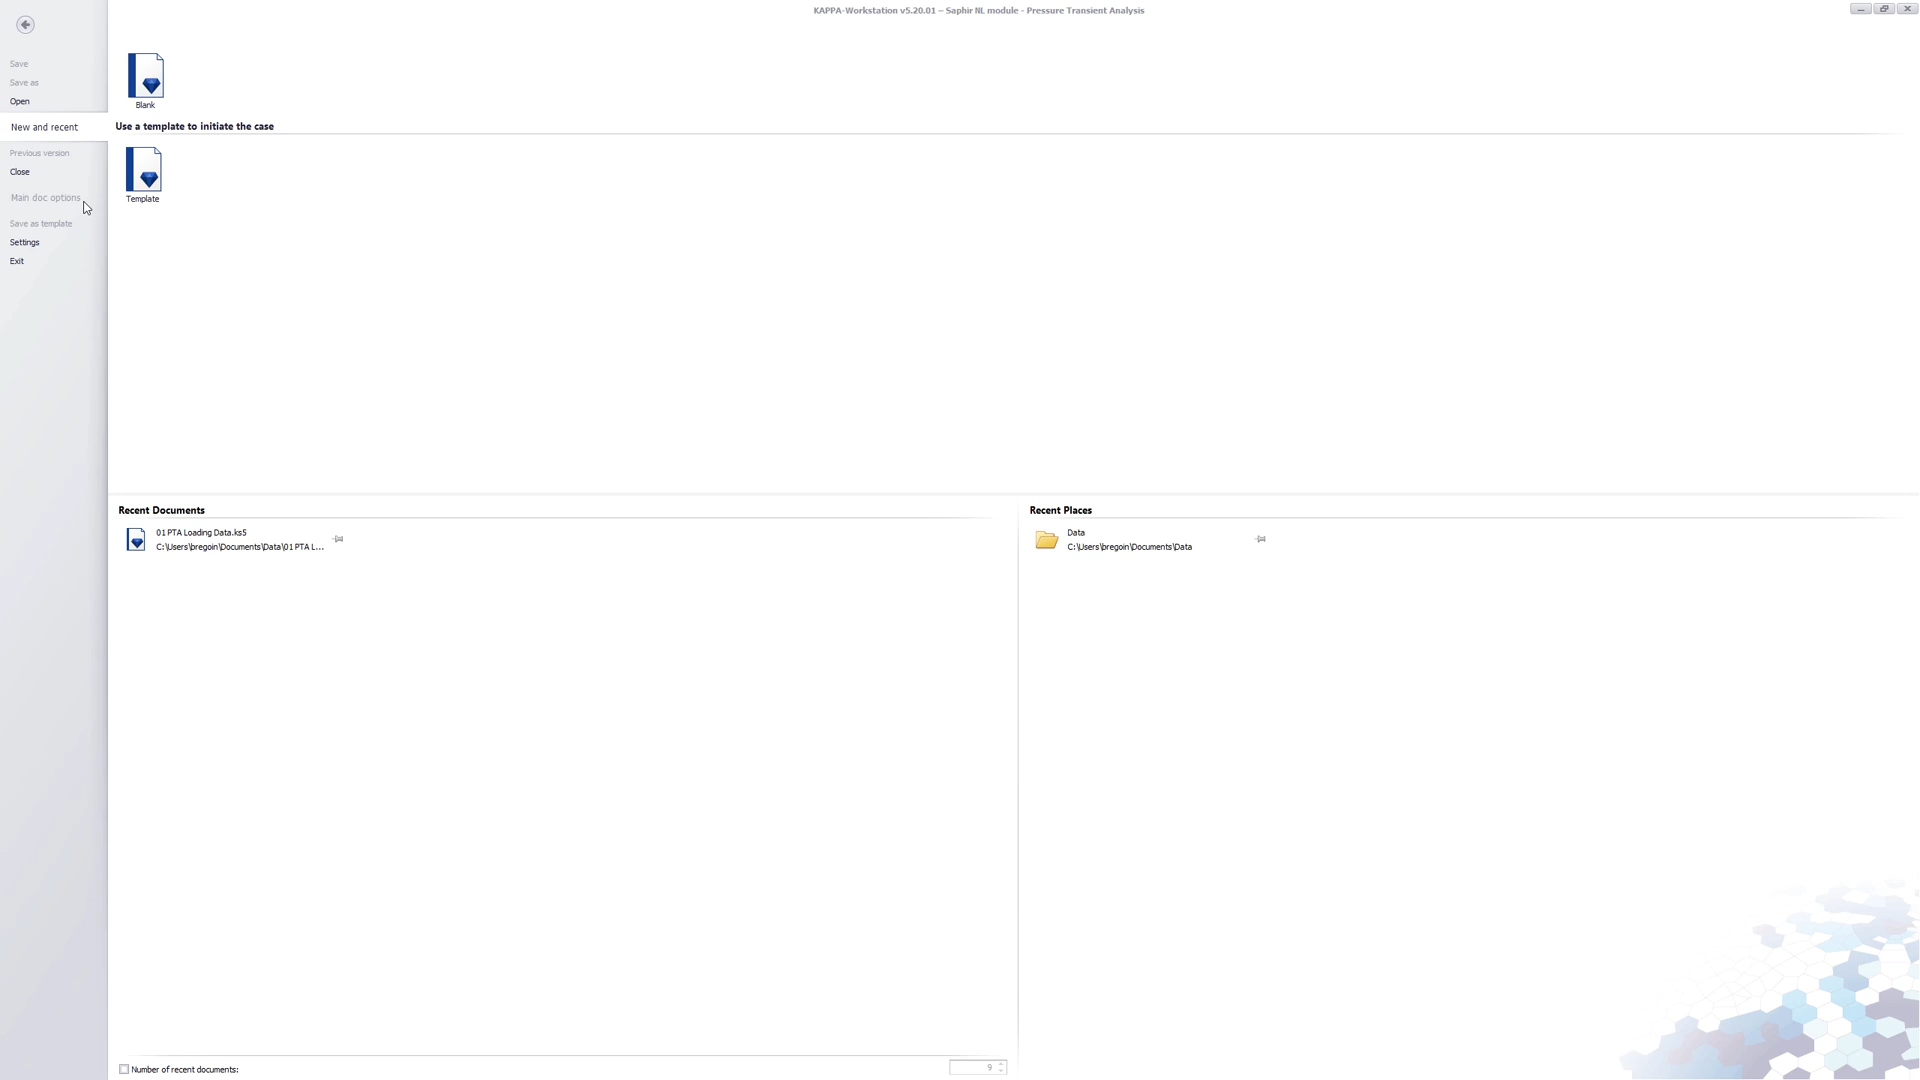 KAPPA-Workstation v5.20.01 – Saphir NL module - Pressure Transient Analysis
Save
Save as
Open
New and recent
Previous version
Close
Main doc options
Save as template
Settings
Exit
Blank
Use a template to initiate the case
Template
Recent Documents
01 PTA Loading Data.ks5
C:\Users\bregoin\Documents\Data\01 PTA L...
Recent Places
Data
C:\Users\bregoin\Documents\Data
Number of recent documents:
9